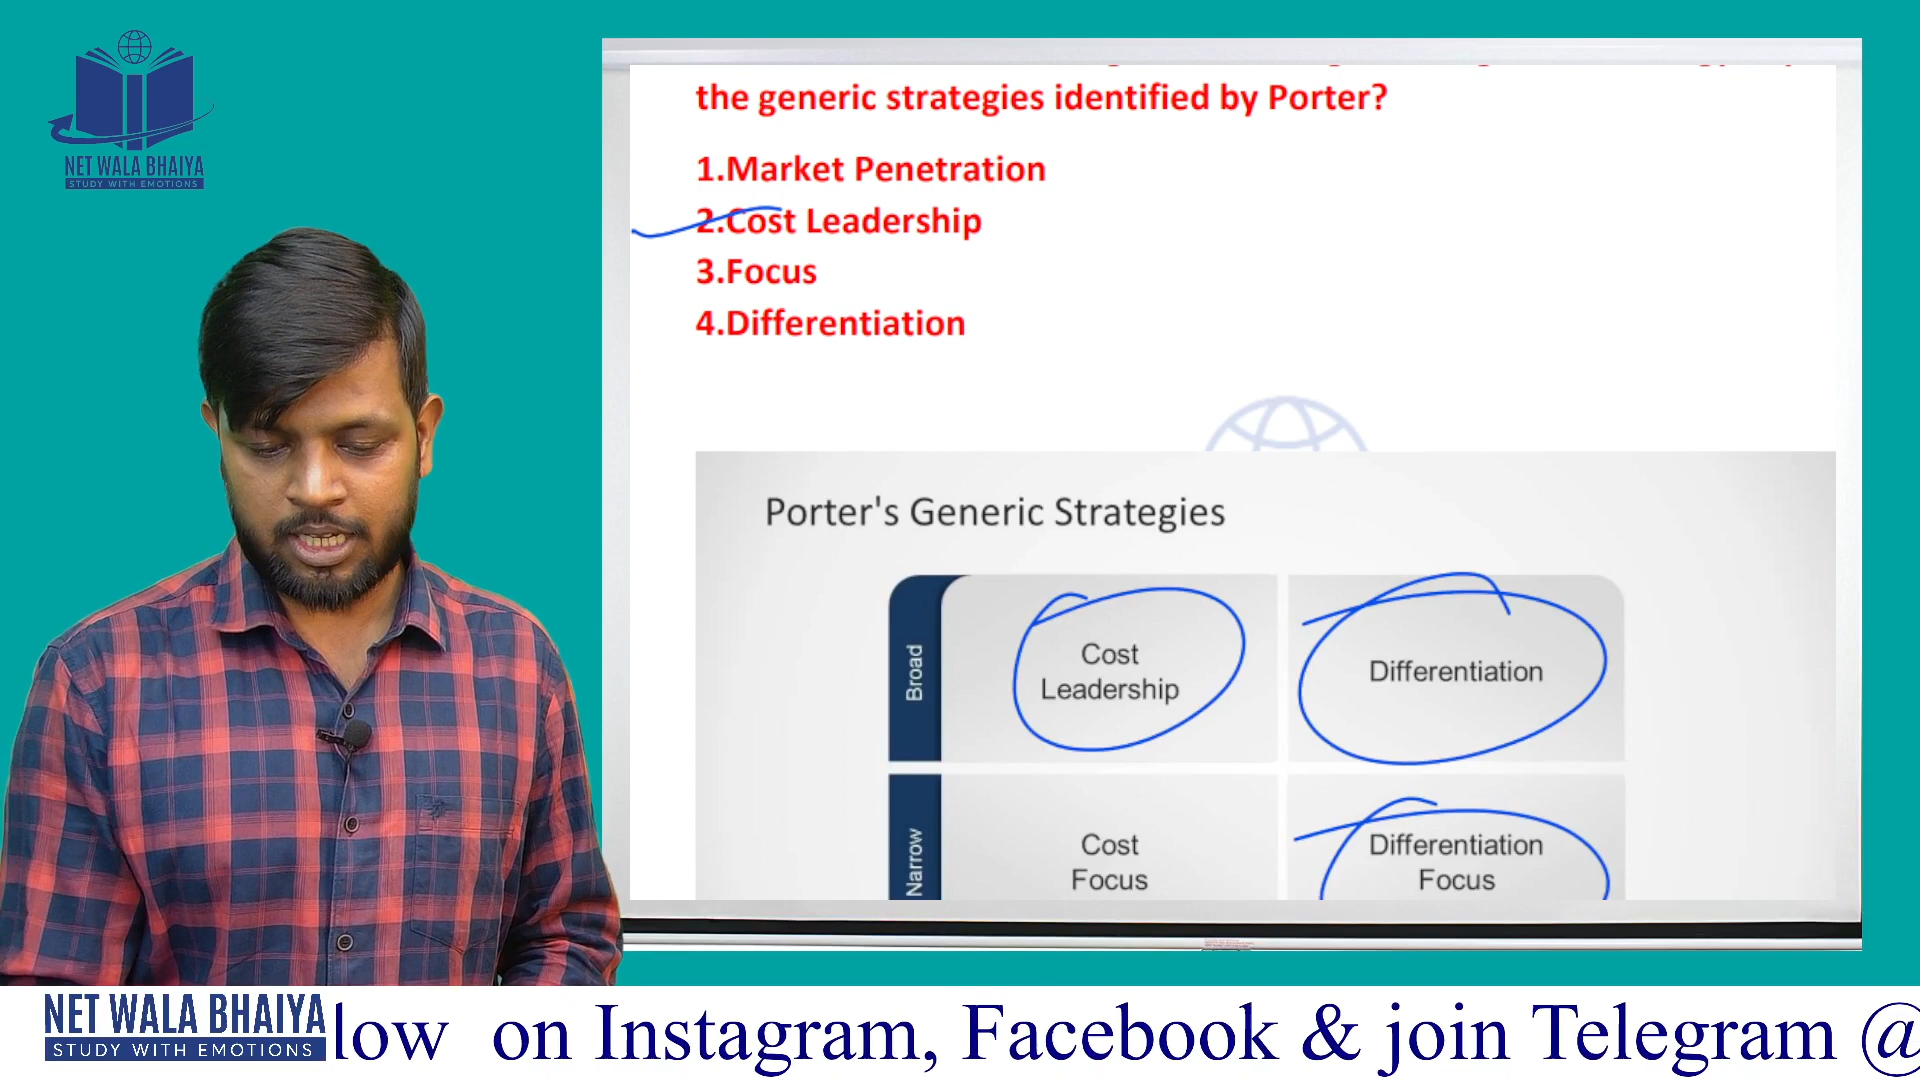 NET WALA BHAIYA
STUDY WITH EMOTIONS
the generic strategies identified by Porter?
1.Market Penetration
2.Cost Leadership
3.Focus
4.Differentiation
Porter's Generic Strategies
Broad
Cost
Leadership
Differentiation
Narrow
Cost
Focus
Differentiation
Focus
NET WALA BHAIYA
STUDY WITH EMOTIONS
low on Instagram, Facebook & join Telegram @